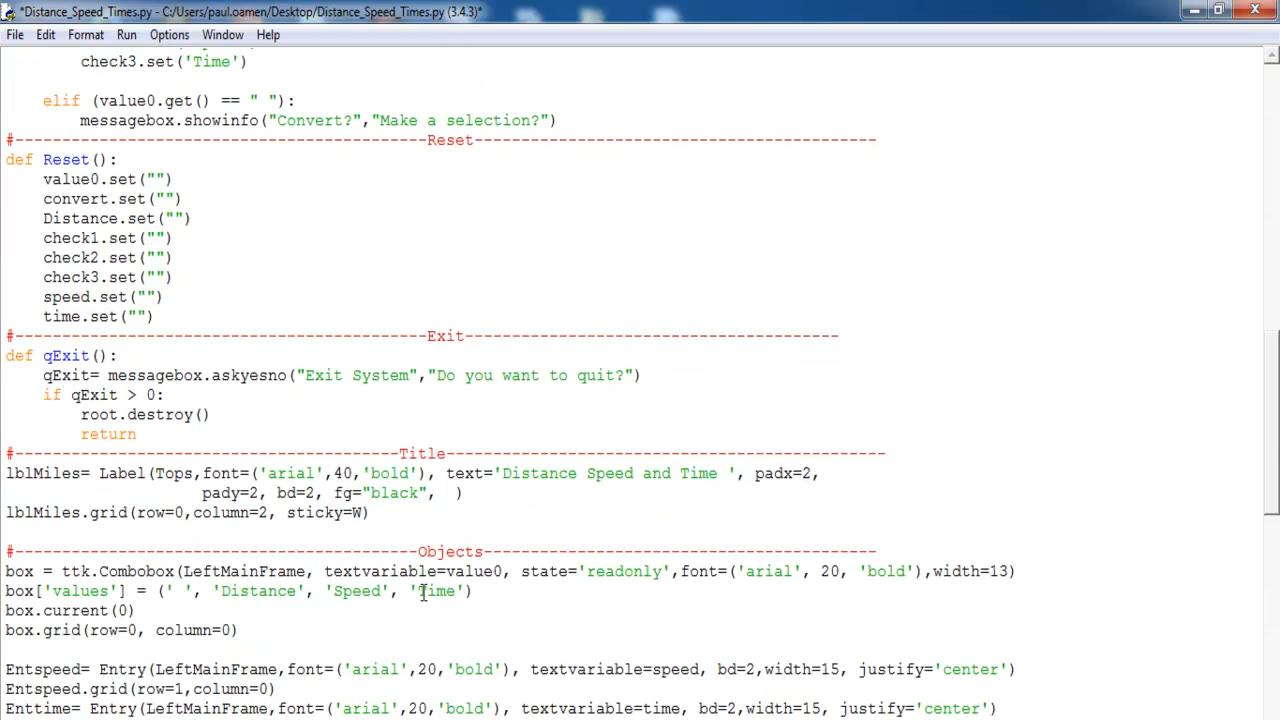 *Distance_Speed_Times.py - C:/Users/paul.oamen/Desktop/Distance_Speed_Times.py (3.4.3)*
File Edit Format Run Options Window Help
check3.set('Time')
elif (value0.get() == " "):
messagebox.showinfo("Convert?","Make a selection?")
#--------------------------------------------Reset-------------------------------------------
def Reset():
value0.set("")
convert.set("")
Distance.set("")
check1.set("")
check2.set("")
check3.set("")
speed.set("")
time.set("")
#--------------------------------------------Exit----------------------------------------
def qExit():
qExit= messagebox.askyesno("Exit System","Do you want to quit?")
if qExit > 0:
root.destroy()
return
#-----------------------------------------Title-----------------------------------------------
lblMiles= Label(Tops,font=('arial',40,'bold'), text='Distance Speed and Time ', padx=2,
pady=2, bd=2, fg="black",  )
lblMiles.grid(row=0,column=2, sticky=W)
#-------------------------------------------Objects------------------------------------------
box = ttk.Combobox(LeftMainFrame, textvariable=value0, state='readonly',font=('arial', 20, 'bold'),width=13)
box['values'] = (' ', 'Distance', 'Speed', 'Time')
box.current(0)
box.grid(row=0, column=0)
Entspeed= Entry(LeftMainFrame,font=('arial',20,'bold'), textvariable=speed, bd=2,width=15, justify='center')
Entspeed.grid(row=1,column=0)
Enttime= Entry(LeftMainFrame,font=('arial',20,'bold'), textvariable=time, bd=2,width=15, justify='center')